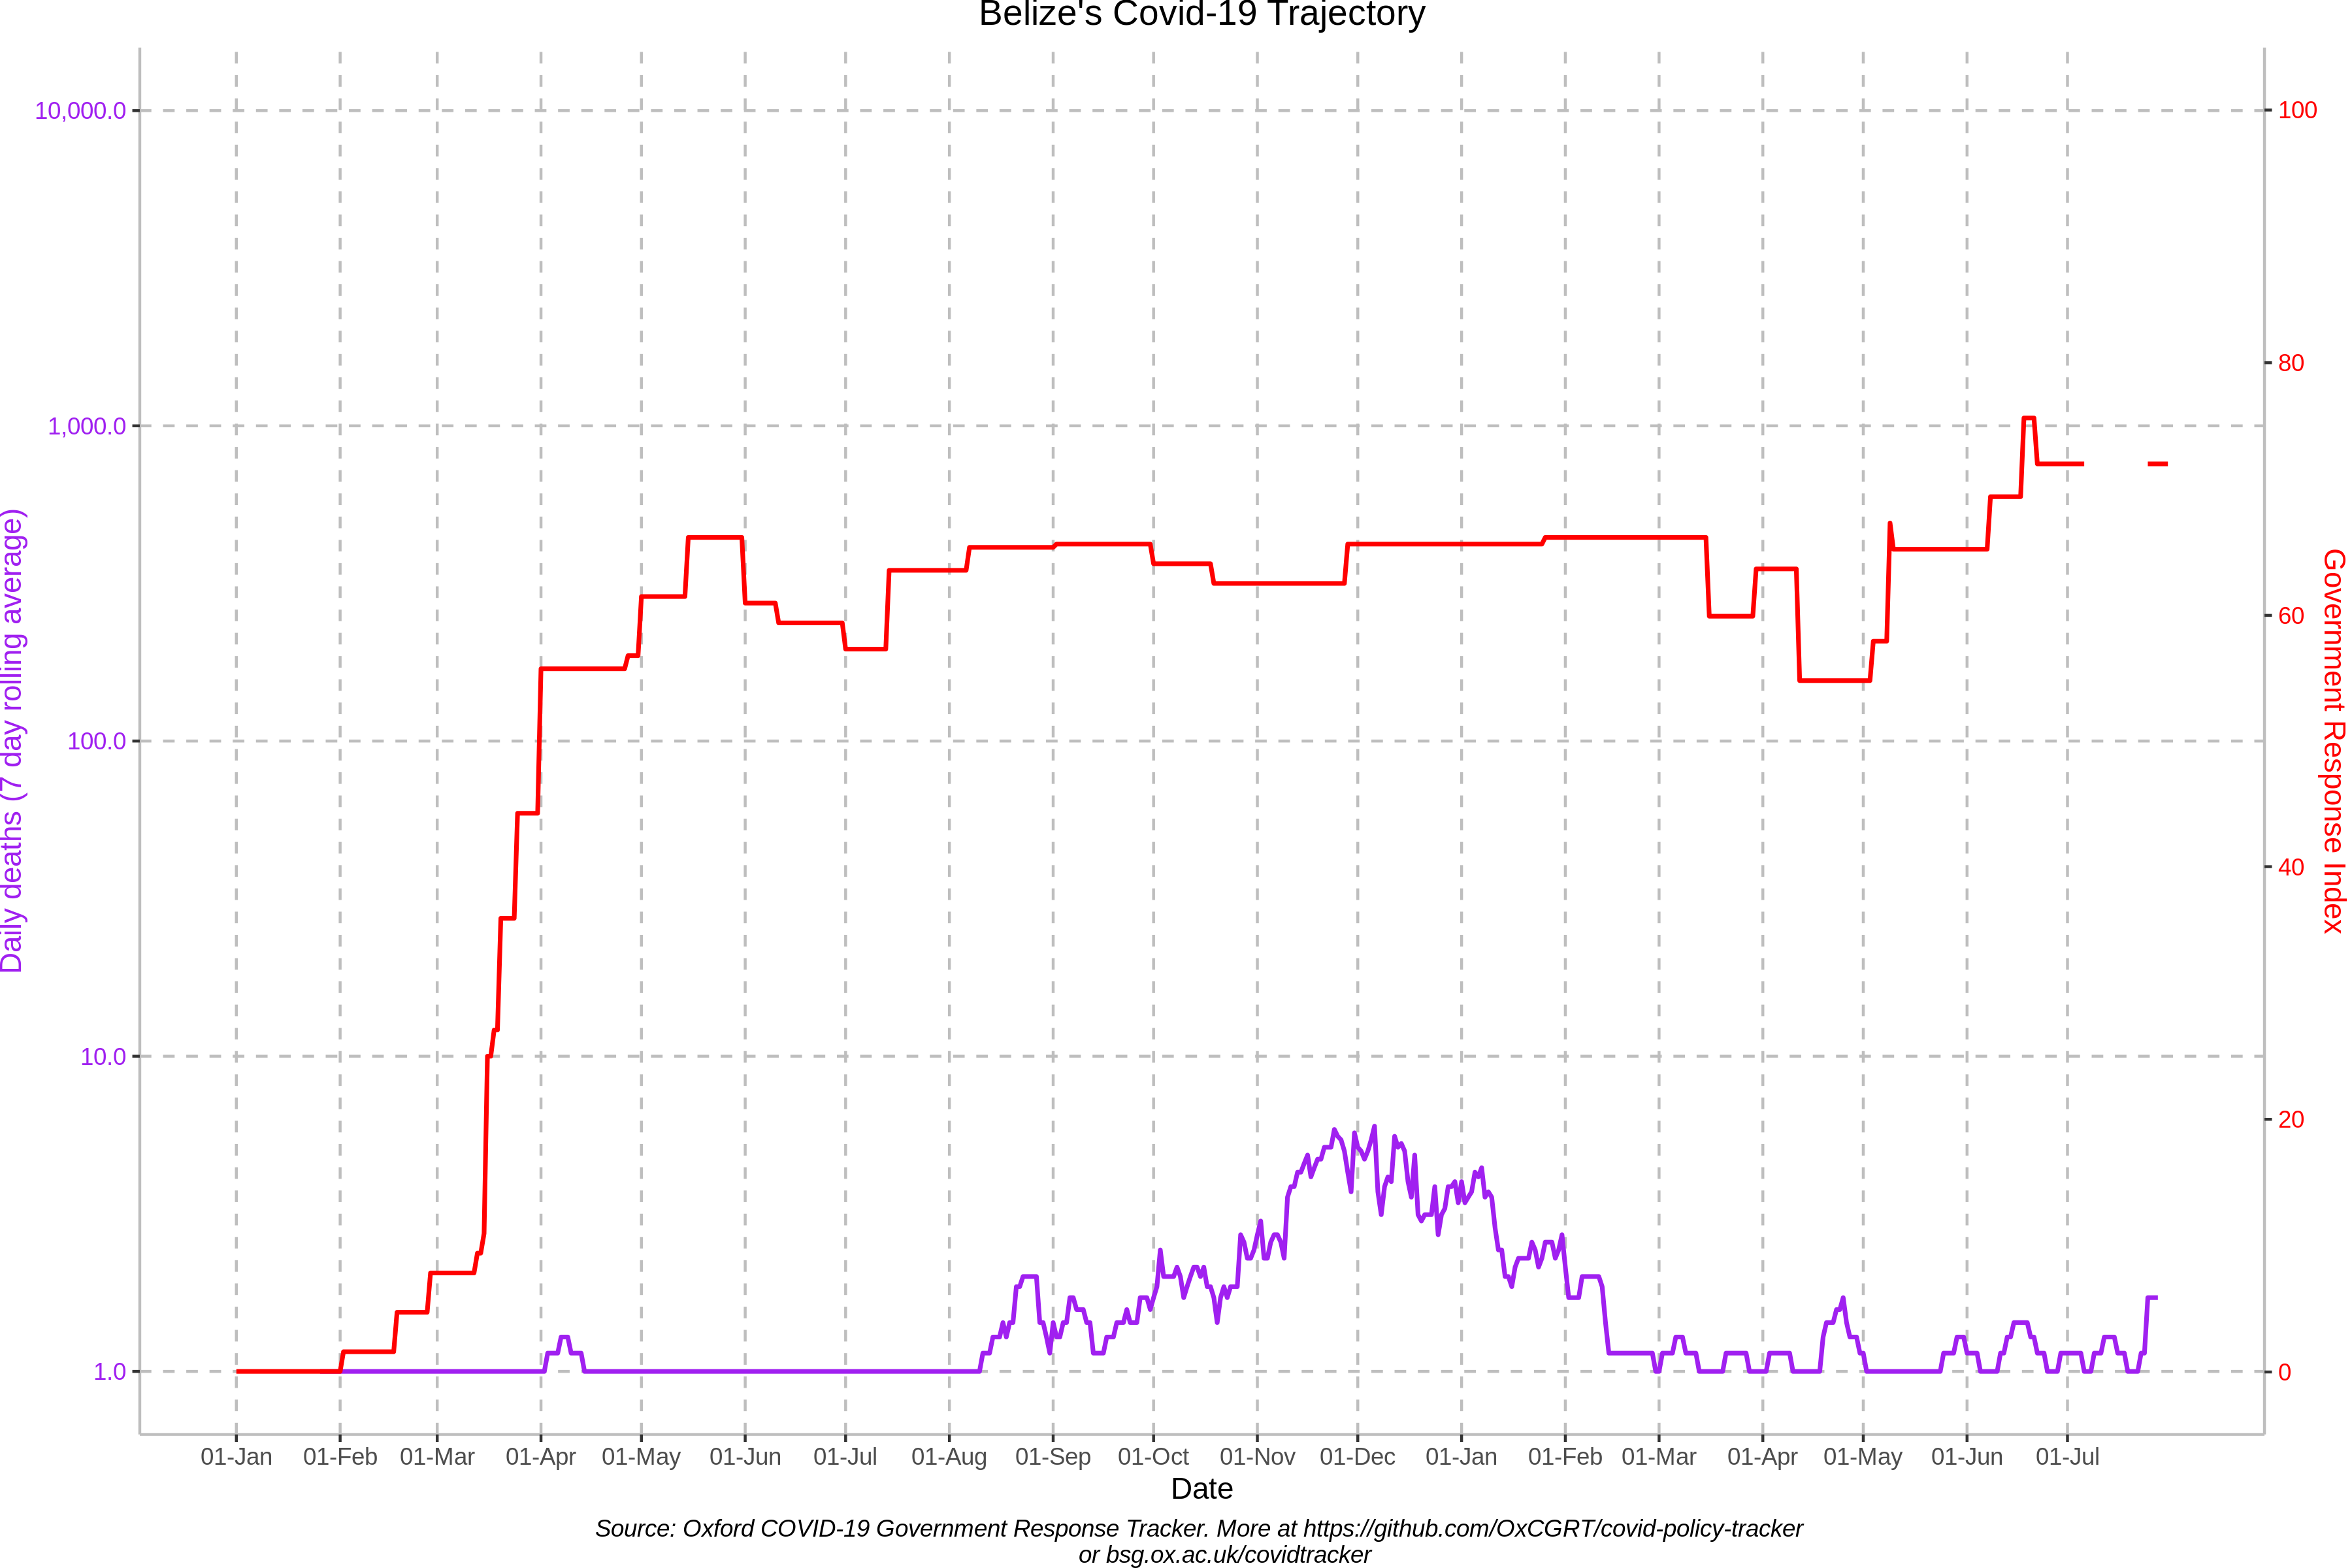 Belize's Covid-19 Trajectory
10,000.0
1,000.0
100.0
10.0
1.0
Daily deaths (7 day rolling average)
100
80
60
40
20
0
Government Response Index
01-Jan 01-Feb 01-Mar 01-Apr 01-May 01-Jun 01-Jul 01-Aug 01-Sep 01-Oct 01-Nov 01-Dec 01-Jan 01-Feb 01-Mar 01-Apr 01-May 01-Jun 01-Jul
Date
Source: Oxford COVID-19 Government Response Tracker. More at https://github.com/OxCGRT/covid-policy-tracker
or bsg.ox.ac.uk/covidtracker